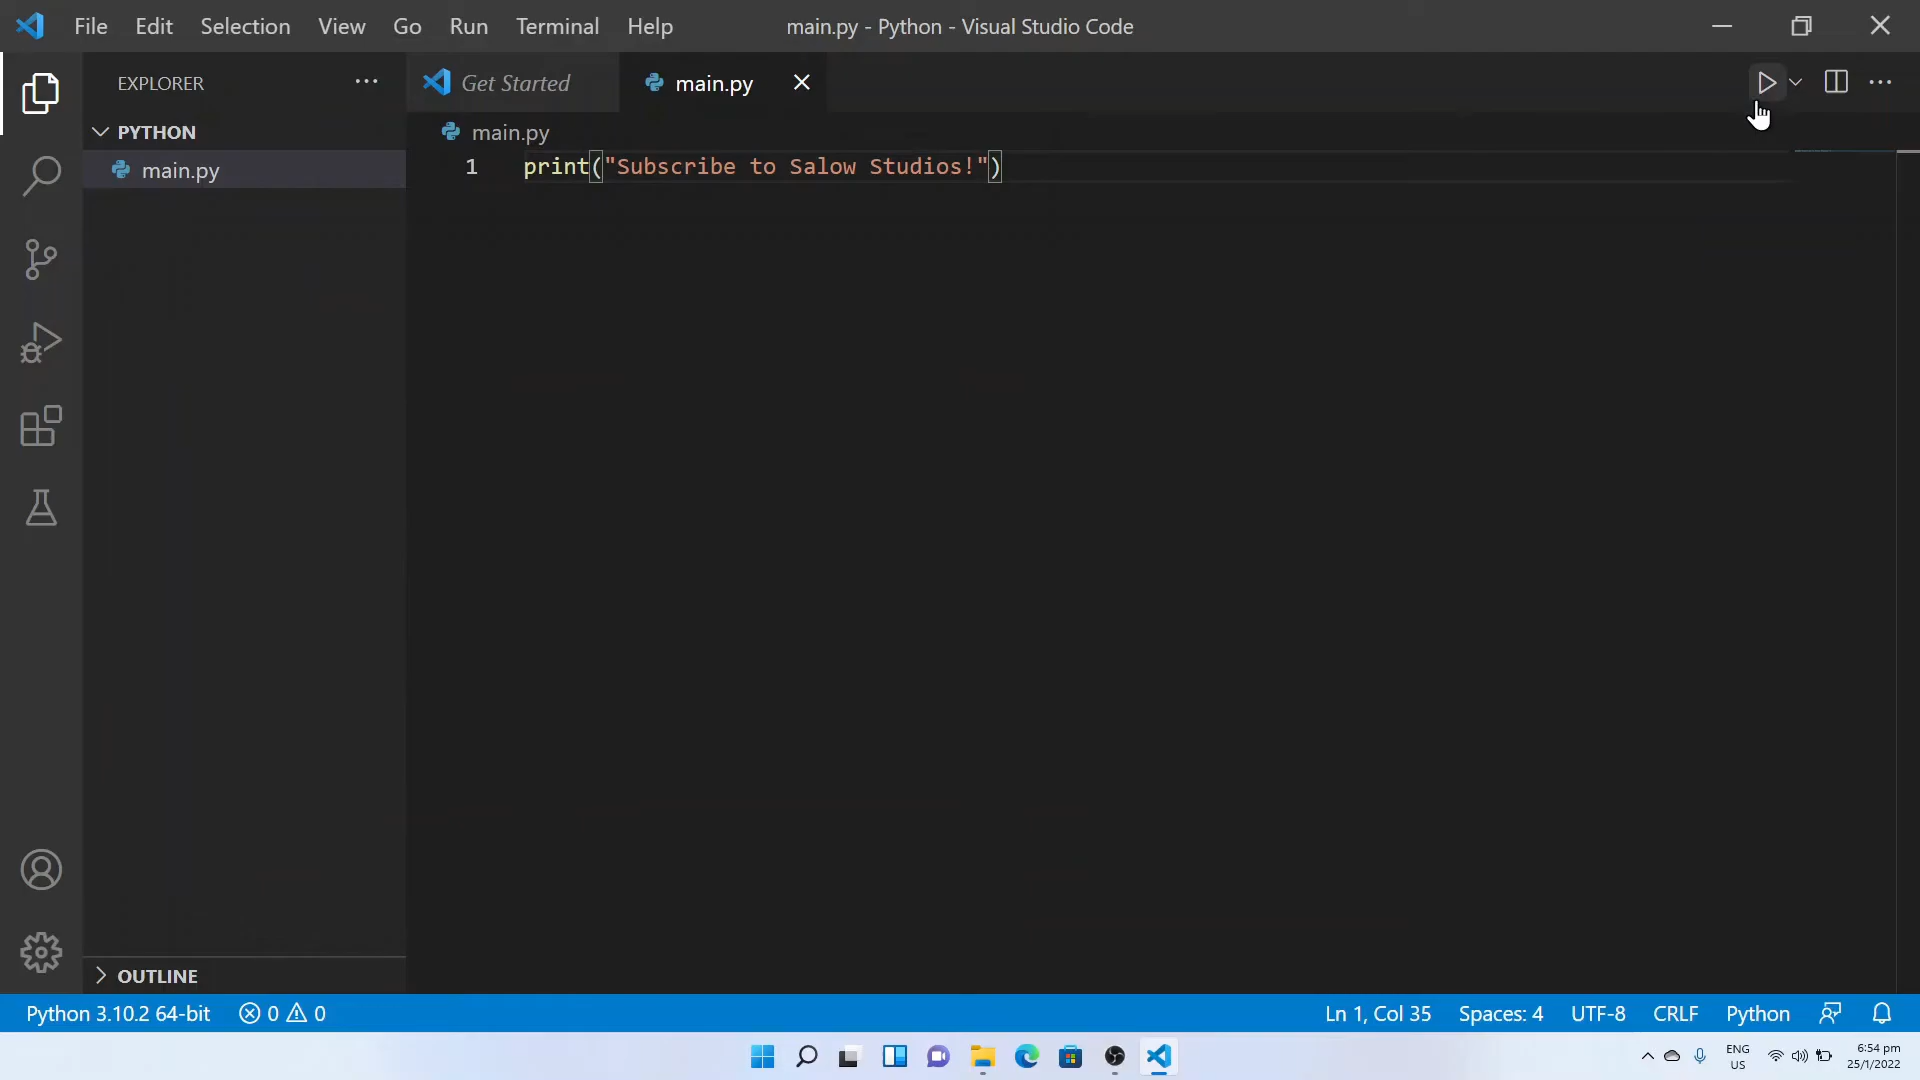 File Edit Selection View Go Run Terminal Help main.py - Python - Visual Studio Code
EXPLORER
Get Started
main.py
PYTHON
main.py
main.py
1 print("Subscribe to Salow Studios!")
OUTLINE
Python 3.10.2 64-bit 0 0 Ln 1, Col 35 Spaces: 4 UTF-8 CRLF Python
ENG
US
6:54 pm
25/1/2022